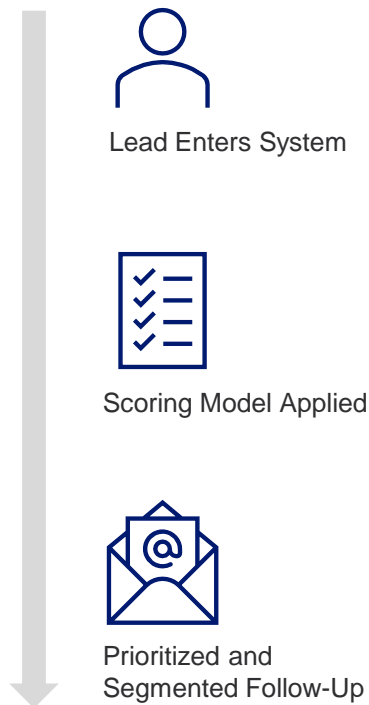 Lead Enters System
Scoring Model Applied
@
Prioritized and
Segmented Follow-Up